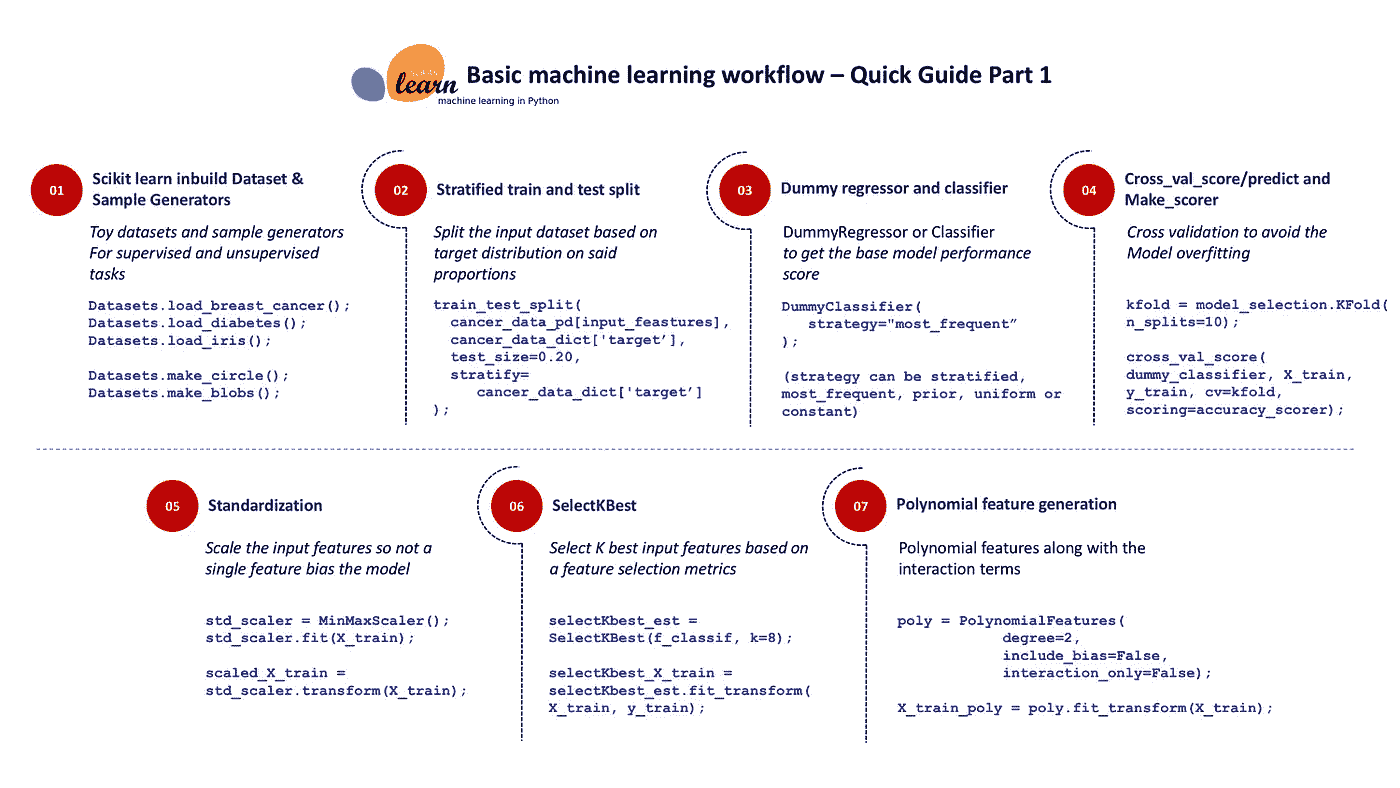 learn
machine learning in Python
Basic machine learning workflow – Quick Guide Part 1
01
Scikit learn inbuild Dataset &
Sample Generators
Toy datasets and sample generators
For supervised and unsupervised
tasks
Datasets.load_breast_cancer();
Datasets.load_diabetes();
Datasets.load_iris();
Datasets.make_circle();
Datasets.make_blobs();
02
Stratified train and test split
Split the input dataset based on
target distribution on said
proportions
train_test_split(
cancer_data_pd[input_feastures],
cancer_data_dict['target’],
test_size=0.20,
stratify=
cancer_data_dict['target’]
);
03
Dummy regressor and classifier
DummyRegressor or Classifier
to get the base model performance
score
DummyClassifier(
strategy="most_frequent”
);
(strategy can be stratified,
most_frequent, prior, uniform or
constant)
04
Cross_val_score/predict and
Make_scorer
Cross validation to avoid the
Model overfitting
kfold = model_selection.KFold(
n_splits=10);
cross_val_score(
dummy_classifier, X_train,
y_train, cv=kfold,
scoring=accuracy_scorer);
05
Standardization
Scale the input features so not a
single feature bias the model
std_scaler = MinMaxScaler();
std_scaler.fit(X_train);
scaled_X_train =
std_scaler.transform(X_train);
06
SelectKBest
Select K best input features based on
a feature selection metrics
selectKbest_est =
SelectKBest(f_classif, k=8);
selectKbest_X_train =
selectKbest_est.fit_transform(
X_train, y_train);
07
Polynomial feature generation
Polynomial features along with the
interaction terms
poly = PolynomialFeatures(
degree=2,
include_bias=False,
interaction_only=False);
X_train_poly = poly.fit_transform(X_train);